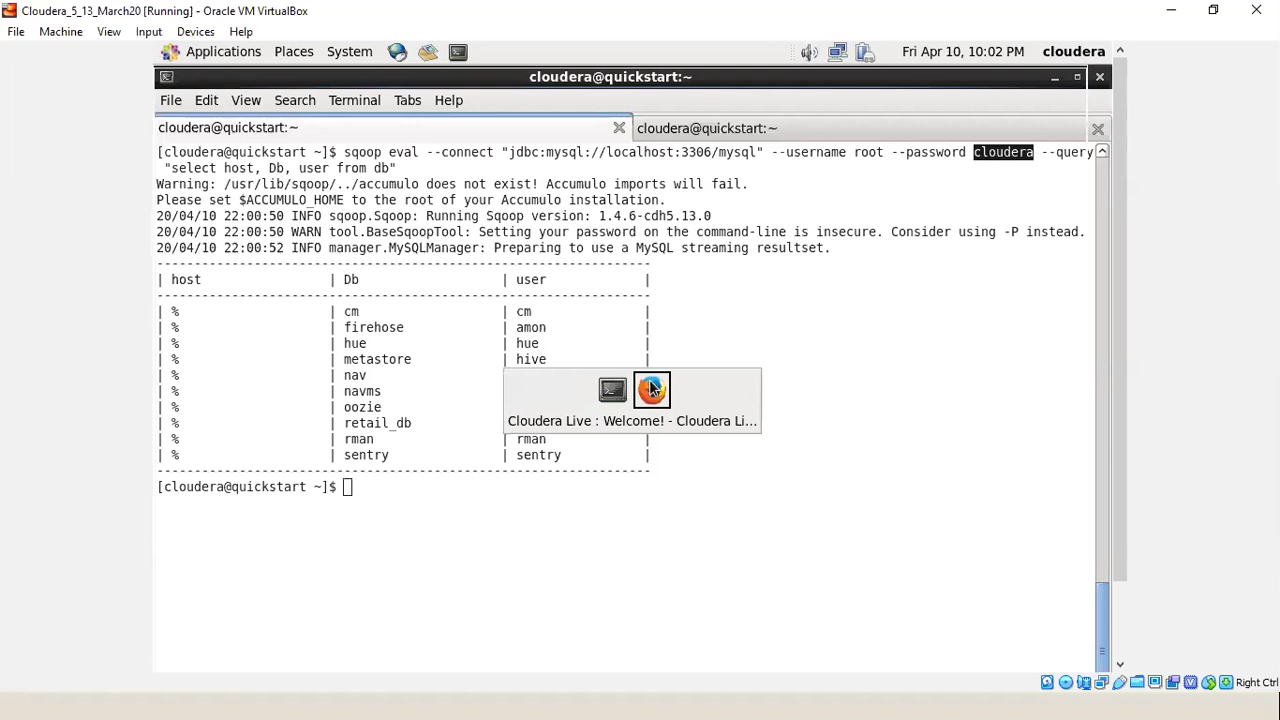 Cloudera_5_13_March20 [Running] - Oracle VM VirtualBox
File Machine View Input Devices Help
Applications Places System Fri Apr 10, 10:02 PM cloudera
cloudera@quickstart:~
File Edit View Search Terminal Tabs Help
cloudera@quickstart:~ cloudera@quickstart:~
[cloudera@quickstart ~]$ sqoop eval --connect "jdbc:mysql://localhost:3306/mysql" --username root --password cloudera --query
"select host, Db, user from db"
Warning: /usr/lib/sqoop/../accumulo does not exist! Accumulo imports will fail.
Please set $ACCUMULO_HOME to the root of your Accumulo installation.
20/04/10 22:00:50 INFO sqoop.Sqoop: Running Sqoop version: 1.4.6-cdh5.13.0
20/04/10 22:00:50 WARN tool.BaseSqoopTool: Setting your password on the command-line is insecure. Consider using -P instead.
20/04/10 22:00:52 INFO manager.MySQLManager: Preparing to use a MySQL streaming resultset.
| host | Db | user |
| % | cm | cm |
| % | firehose | amon |
| % | hue | hue |
| % | metastore | hive |
| % | nav
| % | navms
| % | oozie
| % | retail_db
Cloudera Live : Welcome! - Cloudera Li...
| % | rman | rman |
| % | sentry | sentry |
[cloudera@quickstart ~]$
Right Ctrl